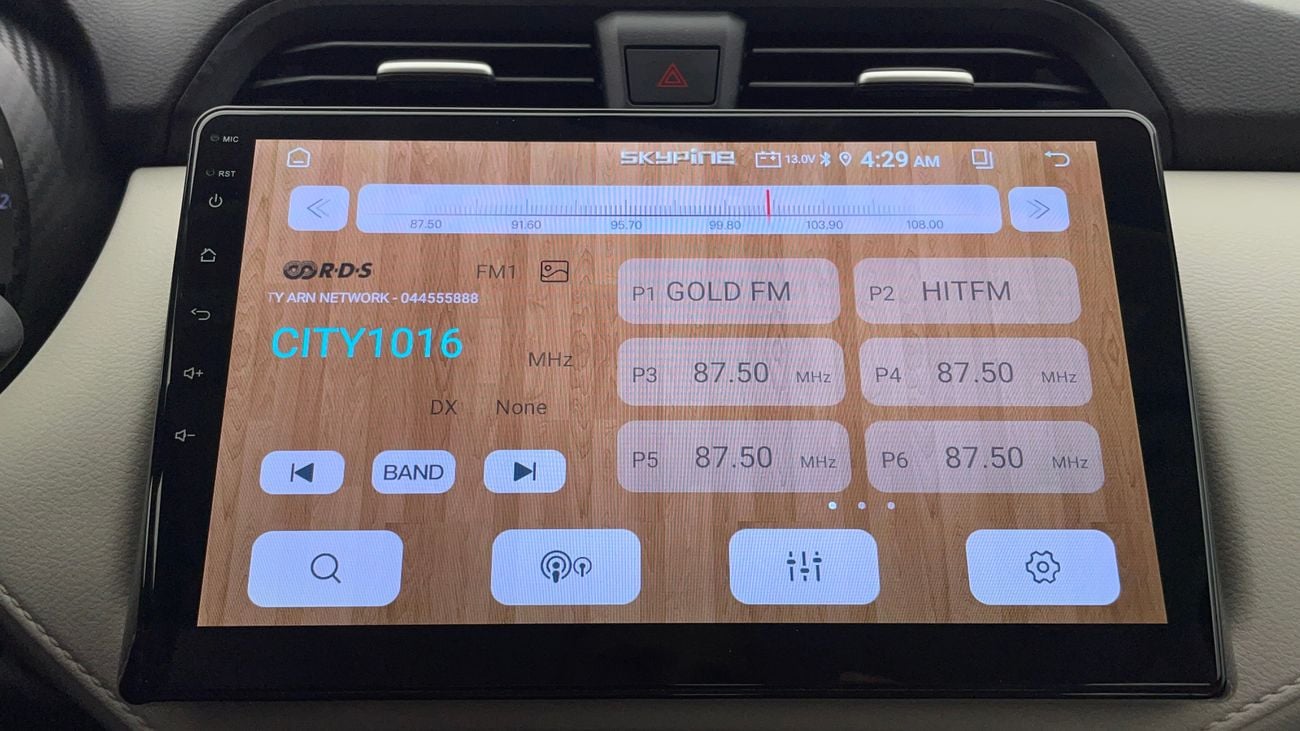 MIC
RST
SKYPINE 13.0V 4:29 AM
87.50 91.60 95.70 99.80 103.90 108.00
R·D·S FM1
TY ARN NETWORK - 044555888
CITY1016
MHz
DX None
P1 GOLD FM
P2 HITFM
P3 87.50 MHz
P4 87.50 MHz
P5 87.50 MHz
P6 87.50 MHz
BAND